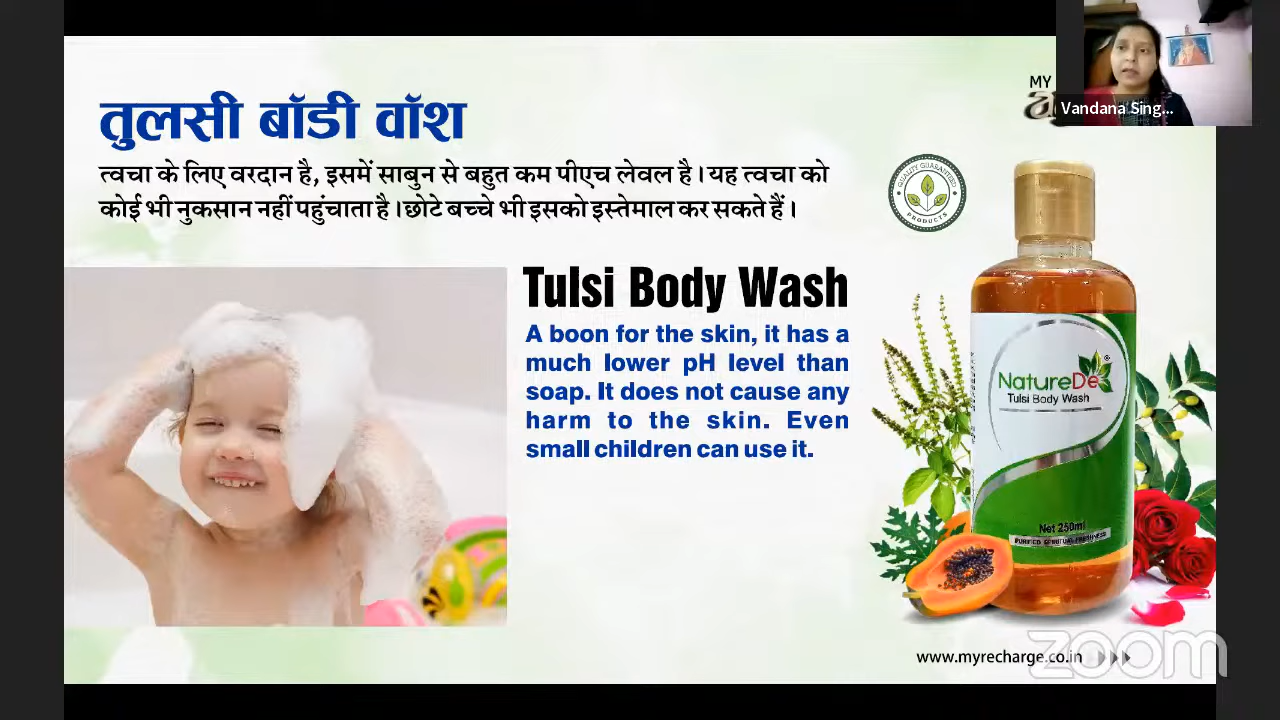 तुलसी बॉडी वॉश
त्वचा के लिए वरदान है, इसमें साबुन से बहुत कम पीएच लेवल है। यह त्वचा को
कोई भी नुकसान नहीं पहुंचाता है। छोटे बच्चे भी इसको इस्तेमाल कर सकते हैं।
MY
Vandana Sing...
QUALITY GUARANTEED
PRODUCTS
Tulsi Body Wash
A boon for the skin, it has a
much lower pH level than
soap. It does not cause any
harm to the skin. Even
small children can use it.
NatureDe
Tulsi Body Wash
Net 250ml
www.myrecharge.co.in
zoom